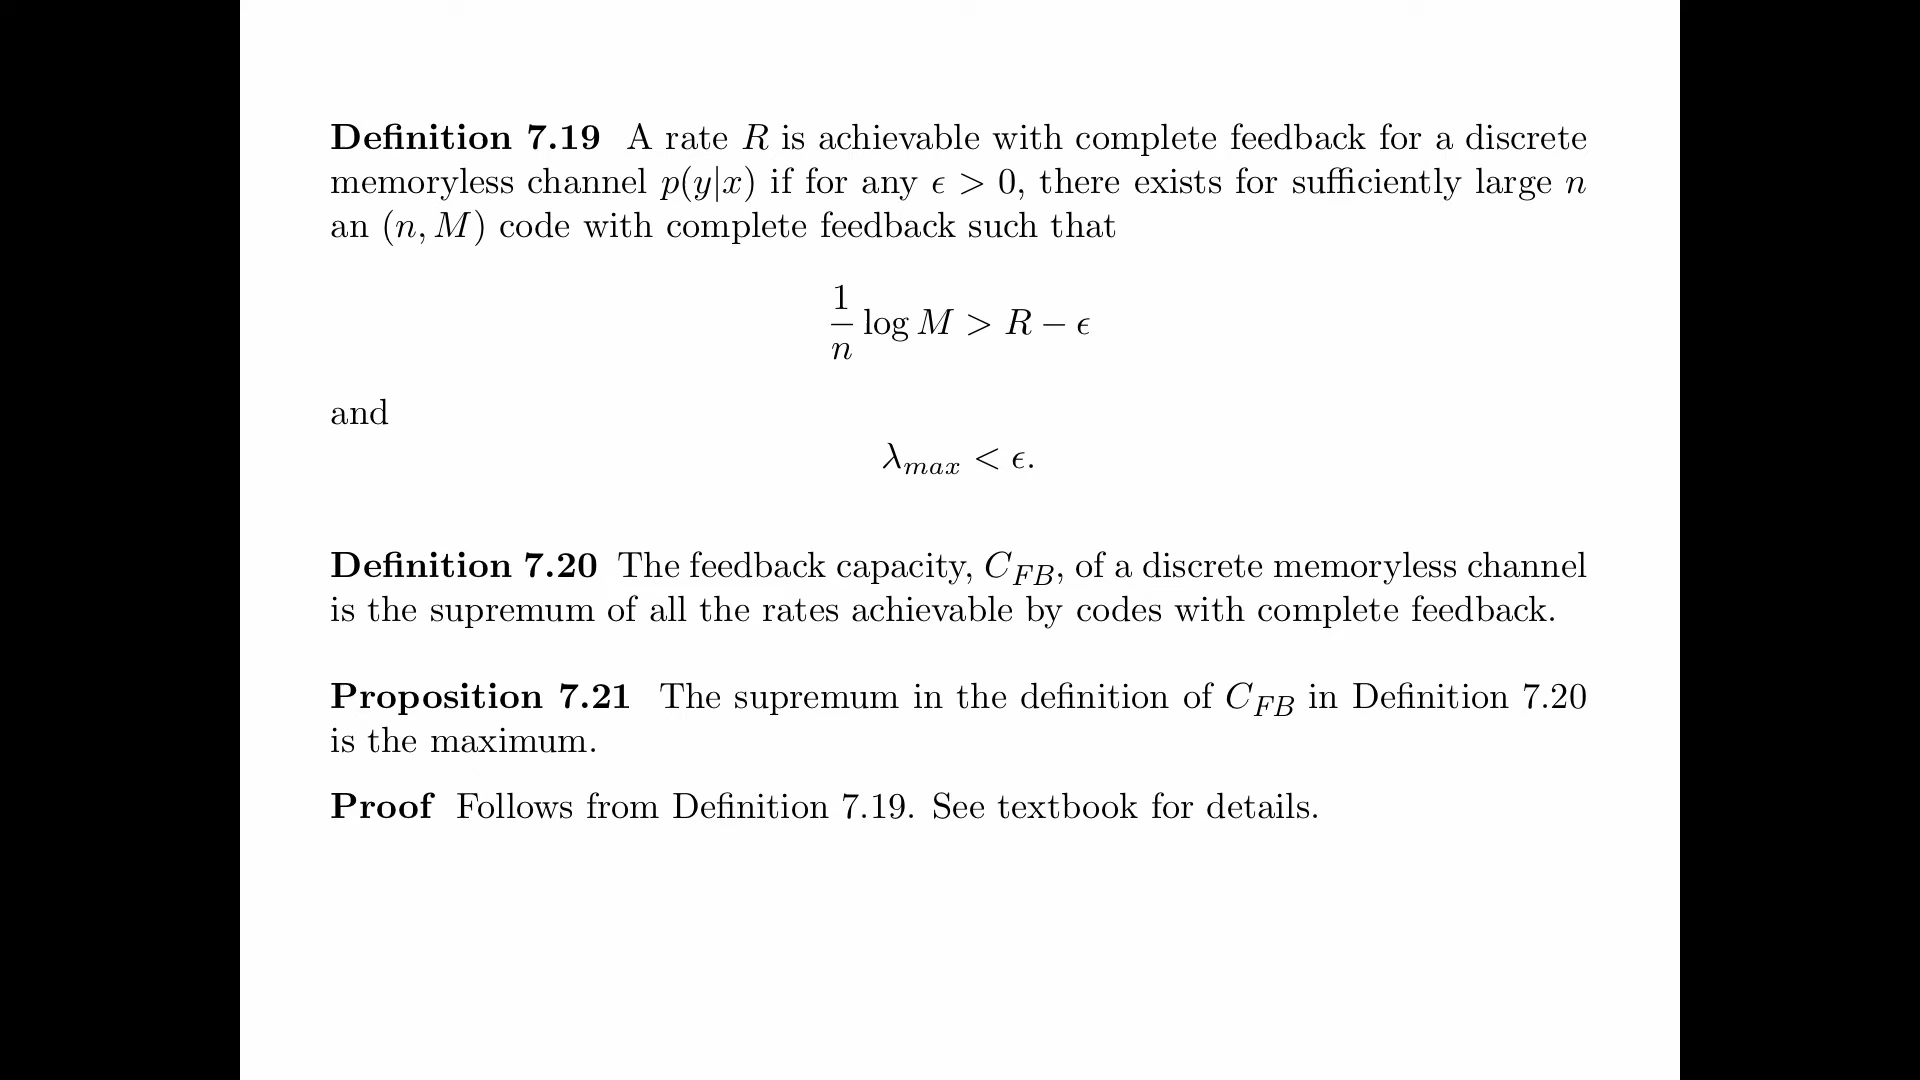 Definition 7.19 A rate R is achievable with complete feedback for a discrete
memoryless channel p(y|x) if for any ϵ > 0, there exists for sufficiently large n
an (n, M) code with complete feedback such that
1/n log M > R − ϵ
and
λ_max < ϵ.
Definition 7.20 The feedback capacity, C_FB, of a discrete memoryless channel
is the supremum of all the rates achievable by codes with complete feedback.
Proposition 7.21 The supremum in the definition of C_FB in Definition 7.20
is the maximum.
Proof Follows from Definition 7.19. See textbook for details.